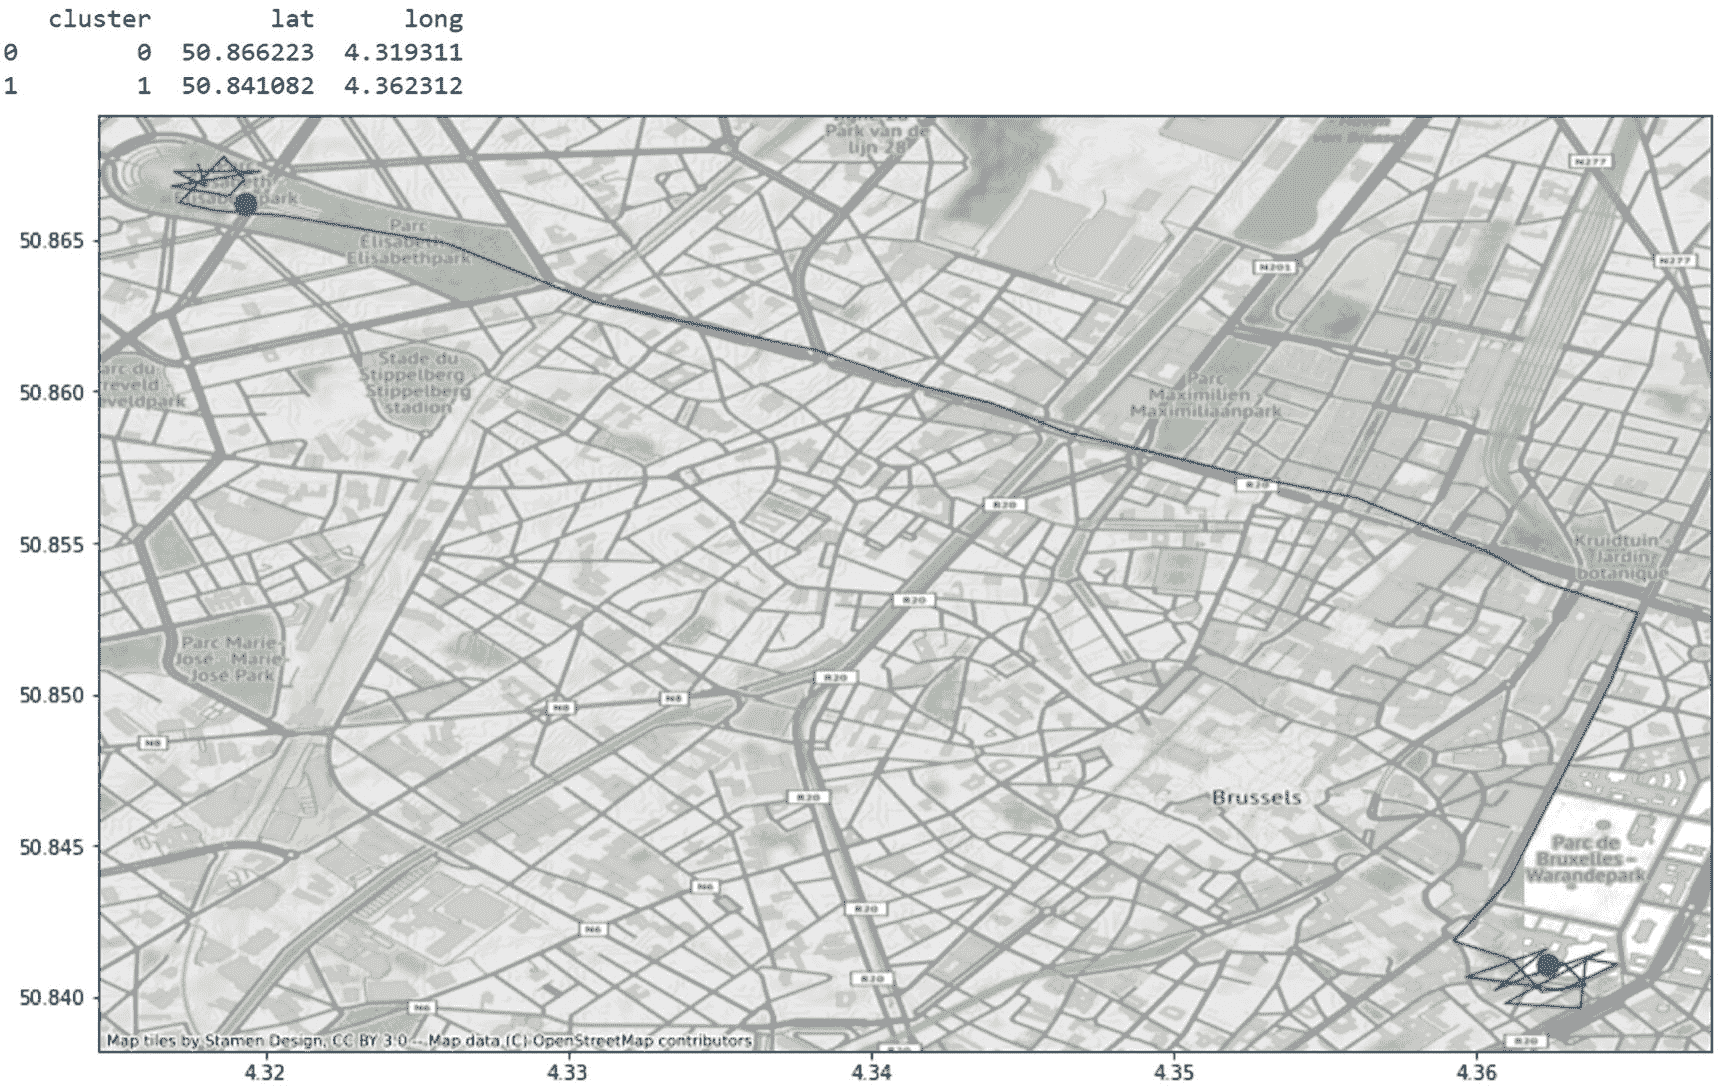 cluster lat long
0 0 50.866223 4.319311
1 1 50.841082 4.362312
Park van de
lijn 28
N277
Elisabethpark
Parc
Elisabeth -
Elisabethpark
50.865
N201
N277
Stade du
Stippelberg -
Stippelberg
stadion
50.860
Parc
Maximilien -
Maximiliaanpark
R20
R20
50.855
Kruidtuin -
Jardin
botanique
R20
Parc Marie-
José - Marie-
José Park
R20
50.850
N8
N8
N8
R20
Brussels
50.845
Parc de
Bruxelles -
Warandepark
N6
R20
N6
R20
50.840
N6
R20
R20
Map tiles by Stamen Design, CC BY 3.0 -- Map data (C) OpenStreetMap contributors
4.32 4.33 4.34 4.35 4.36